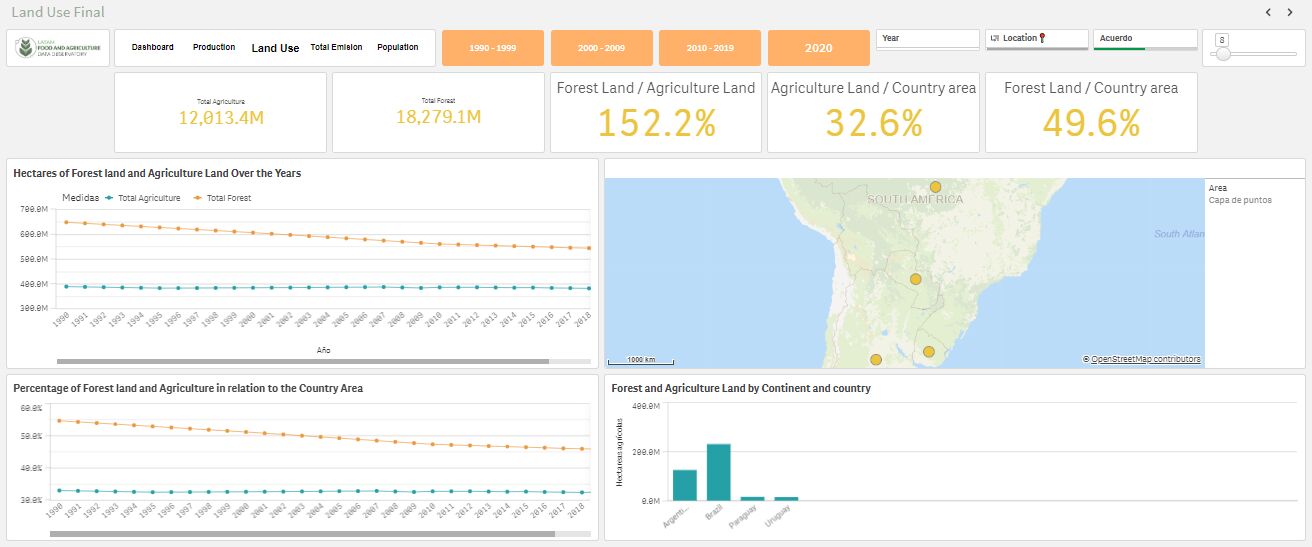 Land Use Final
LATAM
FOOD AND AGRICULTURE
DATA OBSERVATORY
Dashboard
Production
Land Use
Total Emision
Population
1990 - 1999
2000 - 2009
2010 - 2019
2020
Year
Location
Acuerdo
8
Total Agriculture
12,013.4M
Total Forest
18,279.1M
Forest Land / Agriculture Land
152.2%
Agriculture Land / Country area
32.6%
Forest Land / Country area
49.6%
Hectares of Forest land and Agriculture Land Over the Years
Medidas Total Agriculture Total Forest
700.0M
600.0M
500.0M
400.0M
300.0M
1990 1991 1992 1993 1994 1995 1996 1997 1998 1999 2000 2001 2002 2003 2004 2005 2006 2007 2008 2009 2010 2011 2012 2013 2014 2015 2016 2017 2018
Año
SOUTH AMERICA
South Atlan
1000 km
© OpenStreetMap contributors
Area
Capa de puntos
Percentage of Forest land and Agriculture in relation to the Country Area
60.0%
50.0%
40.0%
30.0%
1990 1991 1992 1993 1994 1995 1996 1997 1998 1999 2000 2001 2002 2003 2004 2005 2006 2007 2008 2009 2010 2011 2012 2013 2014 2015 2016 2017 2018
Forest and Agriculture Land by Continent and country
Hectareas agrícolas
400.0M
200.0M
0.0M
Argenti...
Brazil
Paraguay
Uruguay